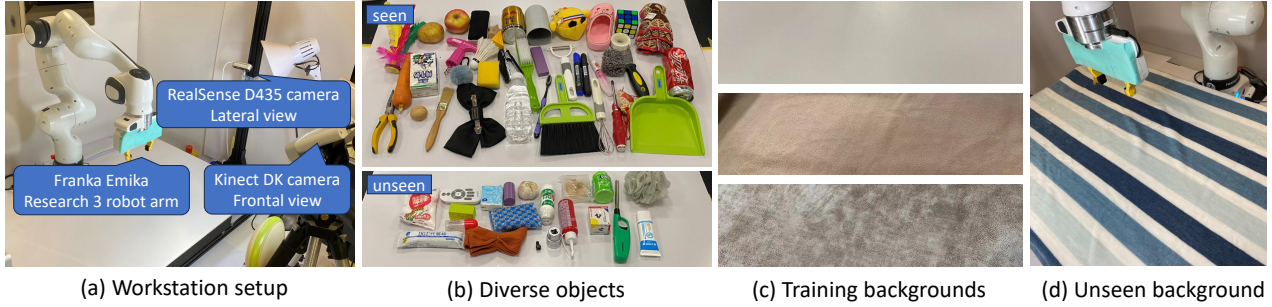 RealSense D435 camera
Lateral view
Franka Emika
Research 3 robot arm
Kinect DK camera
Frontal view
seen
unseen
(a) Workstation setup
(b) Diverse objects
(c) Training backgrounds
(d) Unseen background